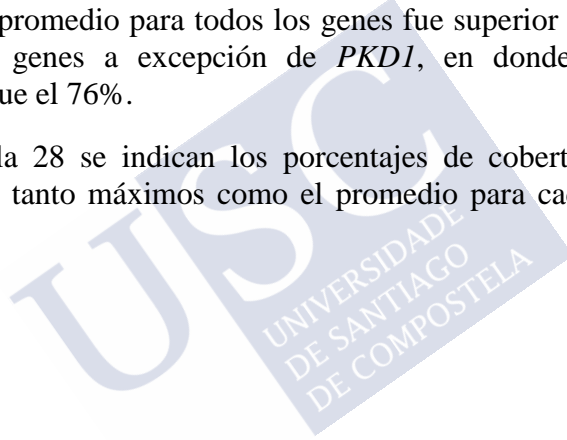 promedio para todos los genes fue superior
genes a excepción de PKD1, en donde
ue el 76%.
la 28 se indican los porcentajes de cobert
tanto máximos como el promedio para ca
USC
UNIVERSIDADE
DE SANTIAGO
DE COMPOSTELA